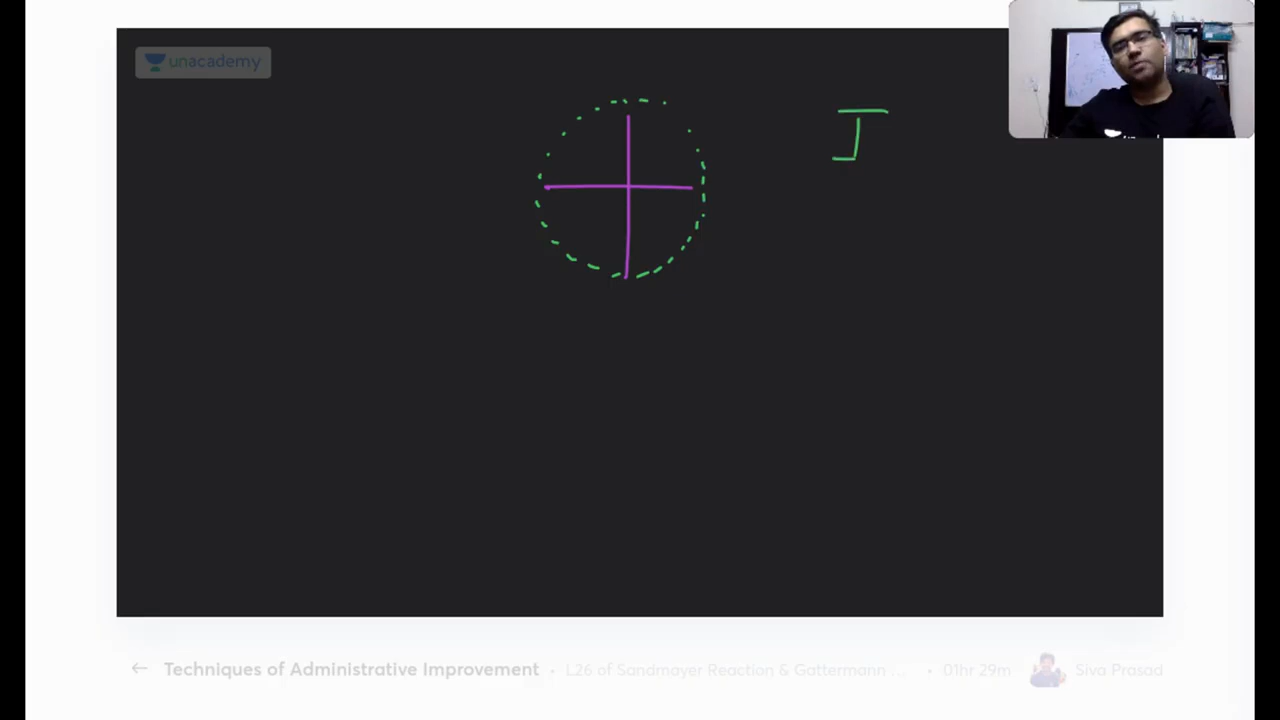 unacademy
I
← Techniques of Administrative Improvement • L26 of Sandmayer Reaction & Gattermann ... • 01hr 29m Siva Prasad